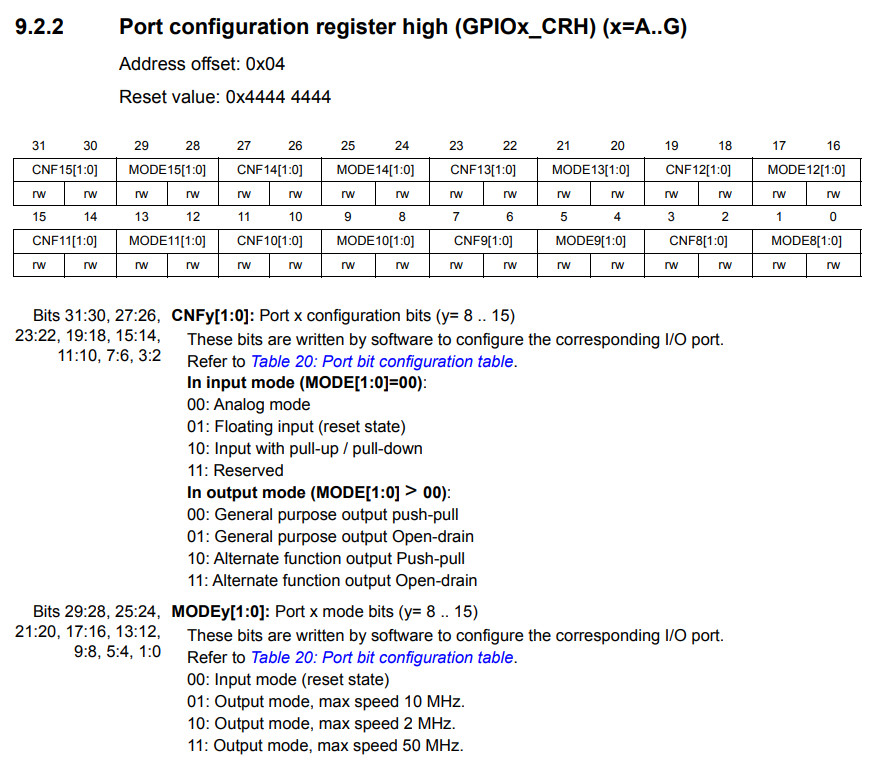 9.2.2 Port configuration register high (GPIOx_CRH) (x=A..G)
Address offset: 0x04
Reset value: 0x4444 4444
31 30 29 28 27 26 25 24 23 22 21 20 19 18 17 16
CNF15[1:0] MODE15[1:0] CNF14[1:0] MODE14[1:0] CNF13[1:0] MODE13[1:0] CNF12[1:0] MODE12[1:0]
rw rw rw rw rw rw rw rw rw rw rw rw rw rw rw rw
15 14 13 12 11 10 9 8 7 6 5 4 3 2 1 0
CNF11[1:0] MODE11[1:0] CNF10[1:0] MODE10[1:0] CNF9[1:0] MODE9[1:0] CNF8[1:0] MODE8[1:0]
rw rw rw rw rw rw rw rw rw rw rw rw rw rw rw rw
Bits 31:30, 27:26, CNFy[1:0]: Port x configuration bits (y= 8 .. 15)
23:22, 19:18, 15:14, These bits are written by software to configure the corresponding I/O port.
11:10, 7:6, 3:2 Refer to Table 20: Port bit configuration table.
In input mode (MODE[1:0]=00):
00: Analog mode
01: Floating input (reset state)
10: Input with pull-up / pull-down
11: Reserved
In output mode (MODE[1:0] > 00):
00: General purpose output push-pull
01: General purpose output Open-drain
10: Alternate function output Push-pull
11: Alternate function output Open-drain
Bits 29:28, 25:24, MODEy[1:0]: Port x mode bits (y= 8 .. 15)
21:20, 17:16, 13:12, These bits are written by software to configure the corresponding I/O port.
9:8, 5:4, 1:0 Refer to Table 20: Port bit configuration table.
00: Input mode (reset state)
01: Output mode, max speed 10 MHz.
10: Output mode, max speed 2 MHz.
11: Output mode, max speed 50 MHz.